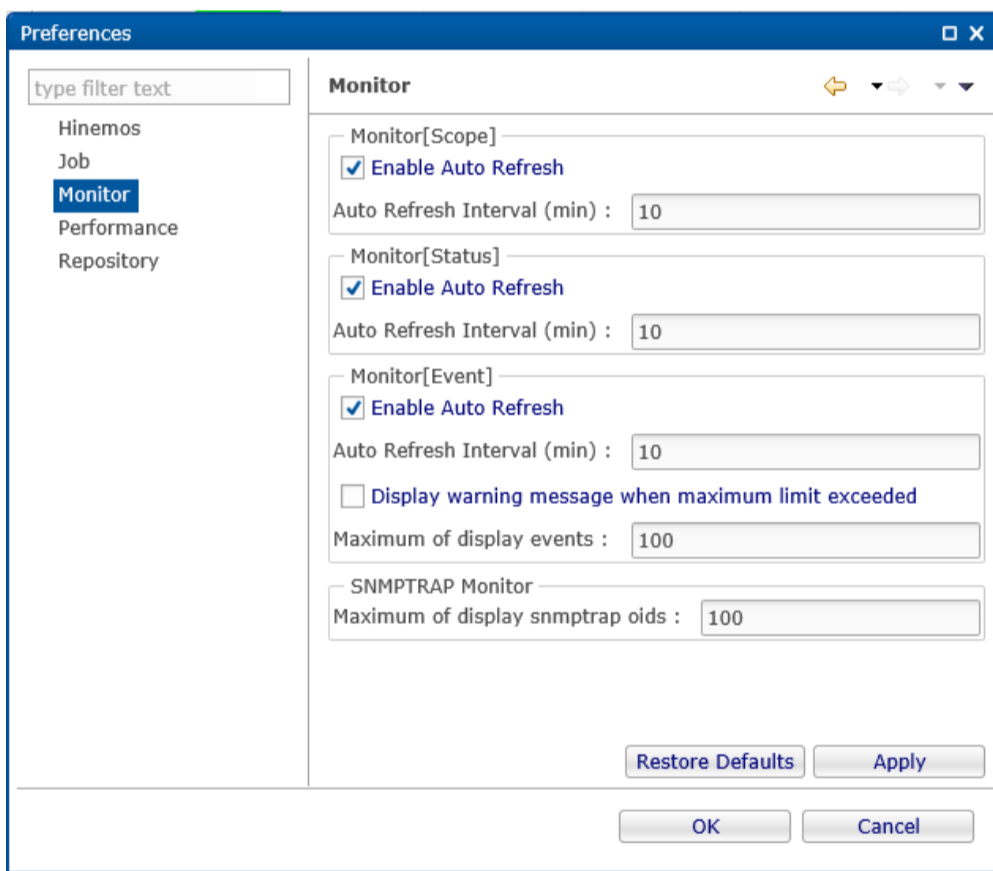 Preferences
type filter text
Hinemos
Job
Monitor
Performance
Repository
Monitor
Monitor[Scope]
Enable Auto Refresh
Auto Refresh Interval (min) : 10
Monitor[Status]
Enable Auto Refresh
Auto Refresh Interval (min) : 10
Monitor[Event]
Enable Auto Refresh
Auto Refresh Interval (min) : 10
Display warning message when maximum limit exceeded
Maximum of display events : 100
SNMPTRAP Monitor
Maximum of display snmptrap oids : 100
Restore Defaults Apply
OK Cancel